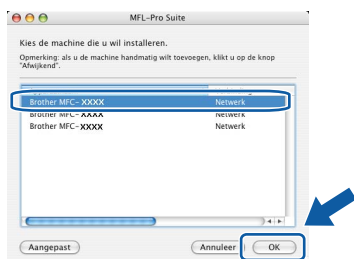 MFL-Pro Suite
Kies de machine die u wil installeren.
Opmerking: als u de machine handmatig wilt toevoegen, klikt u op de knop
"Afwijkend".
Brother MFC- XXXX Netwerk
Brother MFC- XXXX Netwerk
Brother MFC- XXXX Netwerk
Aangepast Annuleer OK